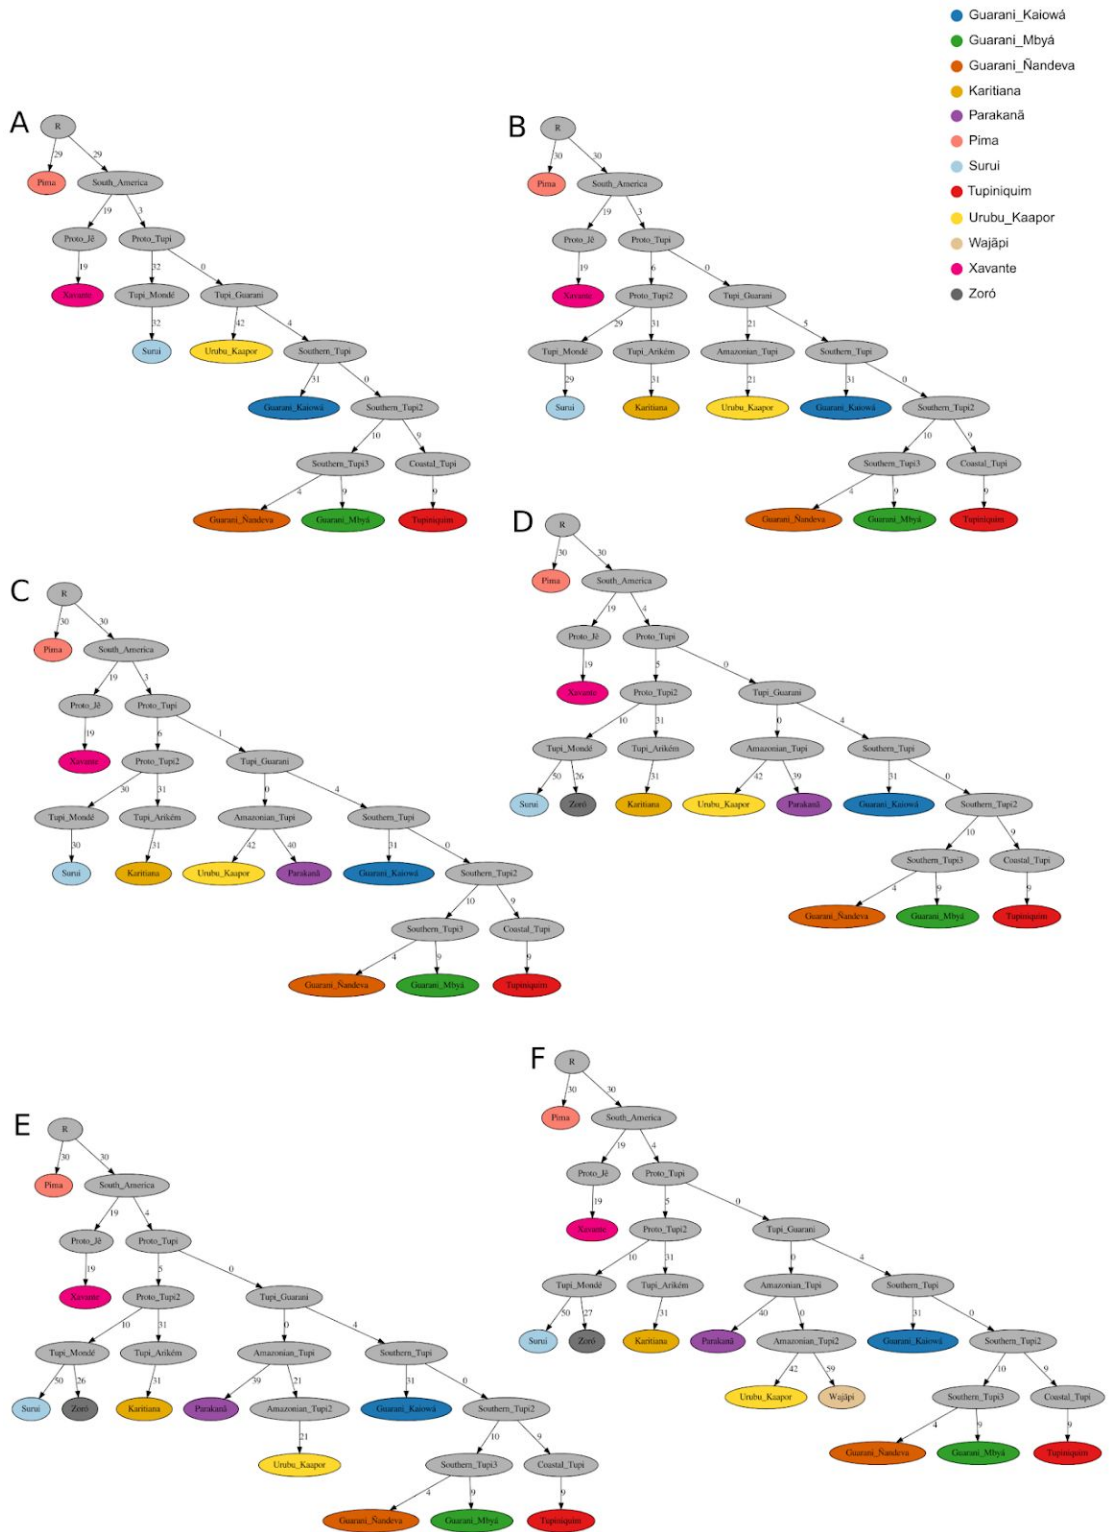 Guarani_Kaiowá
Guarani_Mbyá
Guarani_Ñandeva
Karitiana
Parakanã
Pima
Surui
Tupiniquim
Urubu_Kaapor
Wajãpi
Xavante
Zoró
A
R
29 29
Pima South_America
19 3
Proto_Jê Proto_Tupi
19 32 0
Xavante Tupi_Mondé Tupi_Guarani
32 42 4
Surui Urubu_Kaapor Southern_Tupi
31 0
Guarani_Kaiowá Southern_Tupi2
10 9
Southern_Tupi3 Coastal_Tupi
4 9 9
Guarani_Ñandeva Guarani_Mbyá Tupiniquim
B
R
30 30
Pima South_America
19 3
Proto_Jê Proto_Tupi
19 6 0
Xavante Proto_Tupi2 Tupi_Guarani
29 31 21 5
Tupi_Mondé Tupi_Arikém Amazonian_Tupi Southern_Tupi
29 31 21 31 0
Surui Karitiana Urubu_Kaapor Guarani_Kaiowá Southern_Tupi2
10 9
Southern_Tupi3 Coastal_Tupi
4 9 9
Guarani_Ñandeva Guarani_Mbyá Tupiniquim
C
R
30 30
Pima South_America
19 3
Proto_Jê Proto_Tupi
19 6 1
Xavante Proto_Tupi2 Tupi_Guarani
30 31 0 4
Tupi_Mondé Tupi_Arikém Amazonian_Tupi Southern_Tupi
30 31 42 40 31 0
Surui Karitiana Urubu_Kaapor Parakanã Guarani_Kaiowá Southern_Tupi2
10 9
Southern_Tupi3 Coastal_Tupi
4 9 9
Guarani_Ñandeva Guarani_Mbyá Tupiniquim
D
R
30 30
Pima South_America
19 4
Proto_Jê Proto_Tupi
19 5 0
Xavante Proto_Tupi2 Tupi_Guarani
10 31 0 4
Tupi_Mondé Tupi_Arikém Amazonian_Tupi Southern_Tupi
50 26 31 42 39 31 0
Surui Zoró Karitiana Urubu_Kaapor Parakanã Guarani_Kaiowá Southern_Tupi2
10 9
Southern_Tupi3 Coastal_Tupi
4 9 9
Guarani_Ñandeva Guarani_Mbyá Tupiniquim
E
R
30 30
Pima South_America
19 4
Proto_Jê Proto_Tupi
19 5 0
Xavante Proto_Tupi2 Tupi_Guarani
10 31 0 4
Tupi_Mondé Tupi_Arikém Amazonian_Tupi Southern_Tupi
50 26 31 39 21 31 0
Surui Zoró Karitiana Parakanã Amazonian_Tupi2 Guarani_Kaiowá Southern_Tupi2
21 10 9
Urubu_Kaapor Southern_Tupi3 Coastal_Tupi
4 9 9
Guarani_Ñandeva Guarani_Mbyá Tupiniquim
F
R
30 30
Pima South_America
19 4
Proto_Jê Proto_Tupi
19 5 0
Xavante Proto_Tupi2 Tupi_Guarani
10 31 0 4
Tupi_Mondé Tupi_Arikém Amazonian_Tupi Southern_Tupi
50 27 31 40 0 31 0
Surui Zoró Karitiana Parakanã Amazonian_Tupi2 Guarani_Kaiowá Southern_Tupi2
42 59 10 9
Urubu_Kaapor Wajãpi Southern_Tupi3 Coastal_Tupi
4 9 9
Guarani_Ñandeva Guarani_Mbyá Tupiniquim